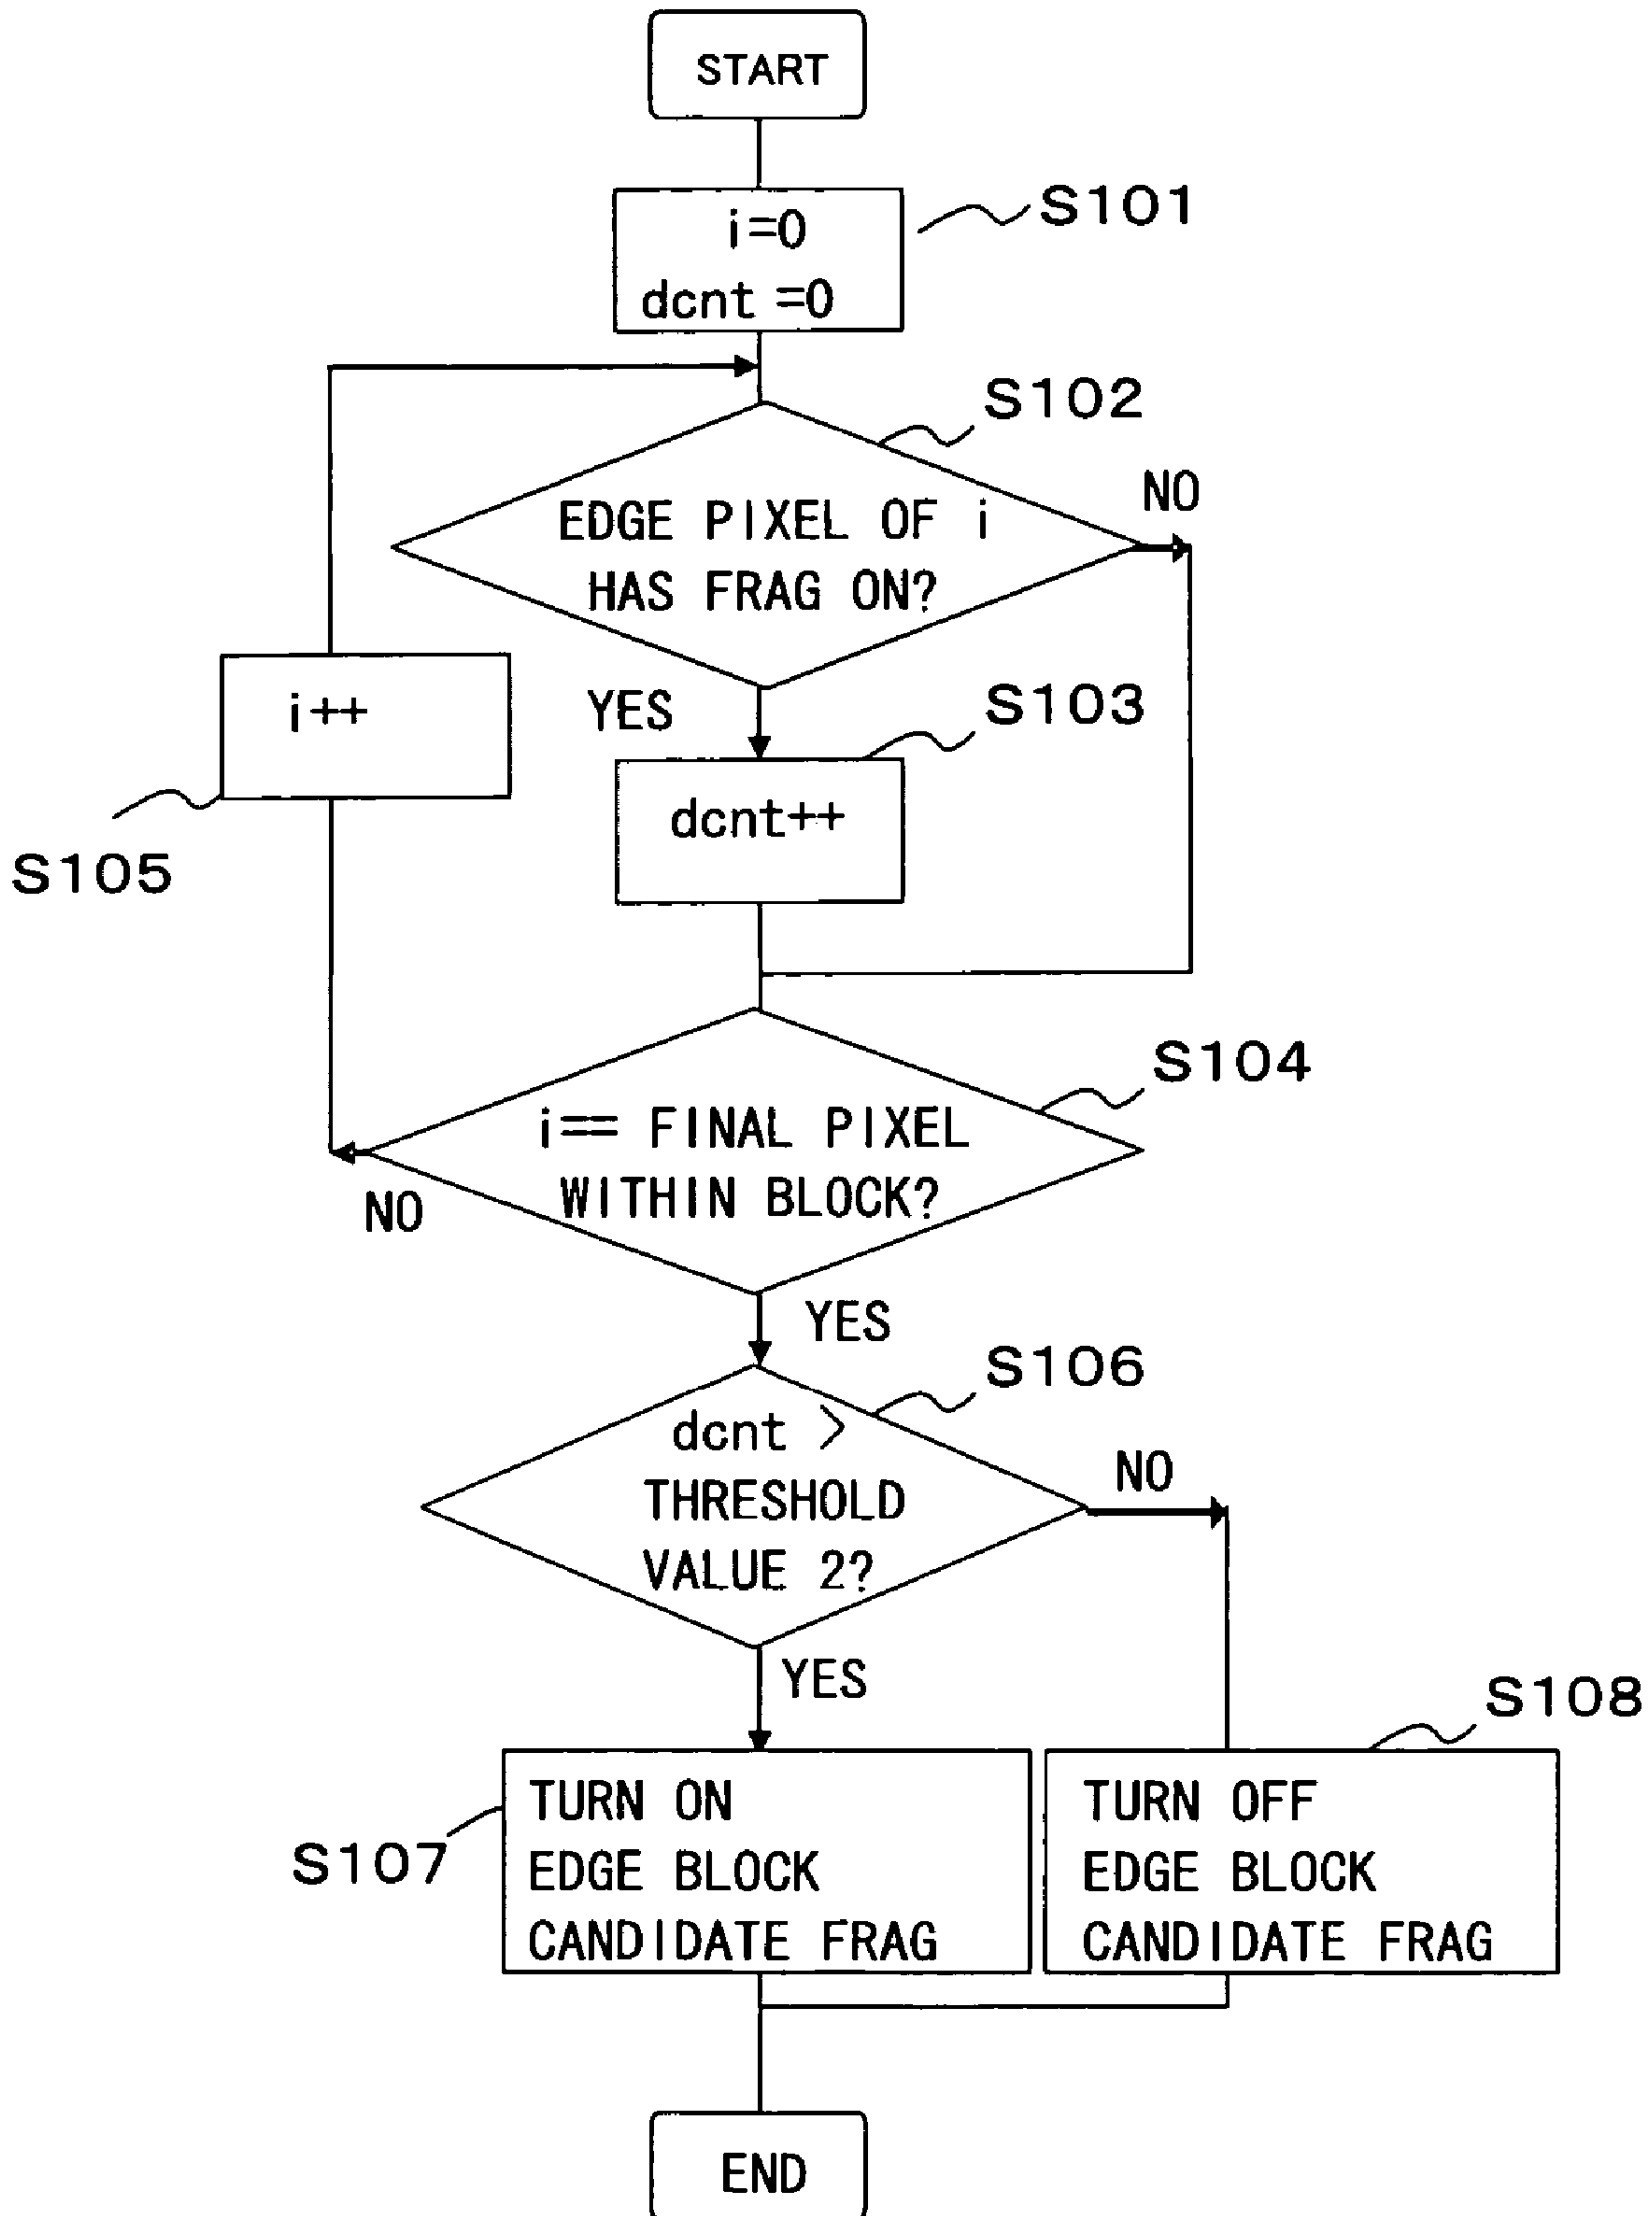 START
i=0
dcnt =0
S101
S102
EDGE PIXEL OF i
HAS FRAG ON?
NO
YES
S103
dcnt++
i++
S105
S104
i== FINAL PIXEL
WITHIN BLOCK?
NO
YES
S106
dcnt >
THRESHOLD
VALUE 2?
NO
YES
S107
TURN ON
EDGE BLOCK
CANDIDATE FRAG
S108
TURN OFF
EDGE BLOCK
CANDIDATE FRAG
END